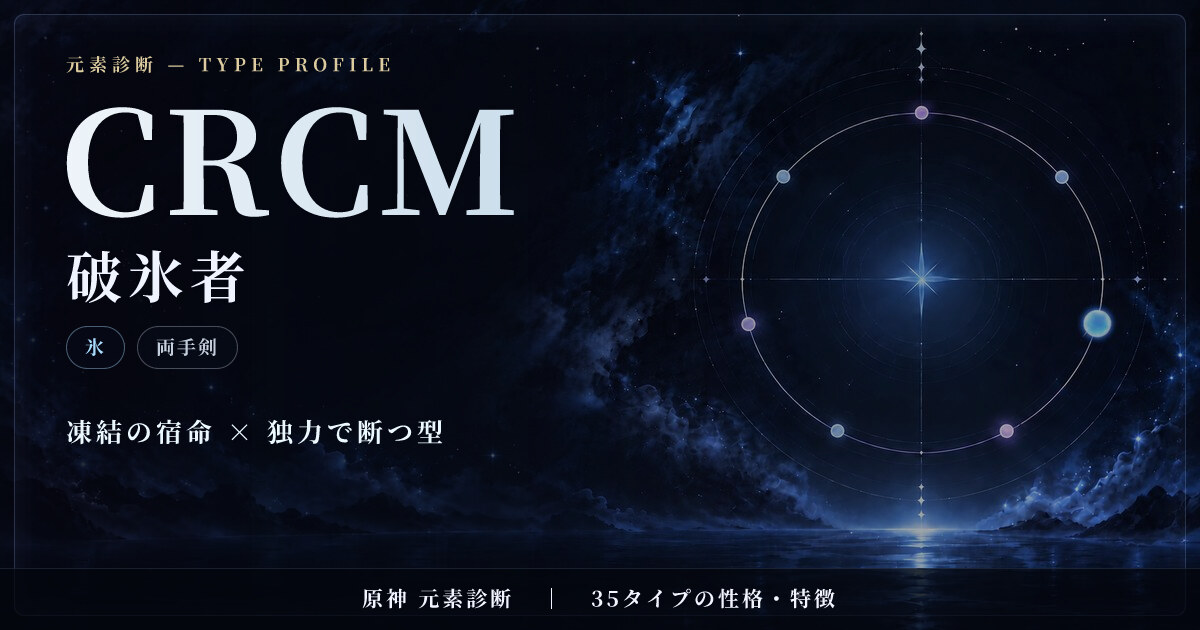 元素診断 — TYPE PROFILE
CRCM
破氷者
氷 両手剣
凍結の宿命 × 独力で断つ型
原神 元素診断 | 35タイプの性格・特徴